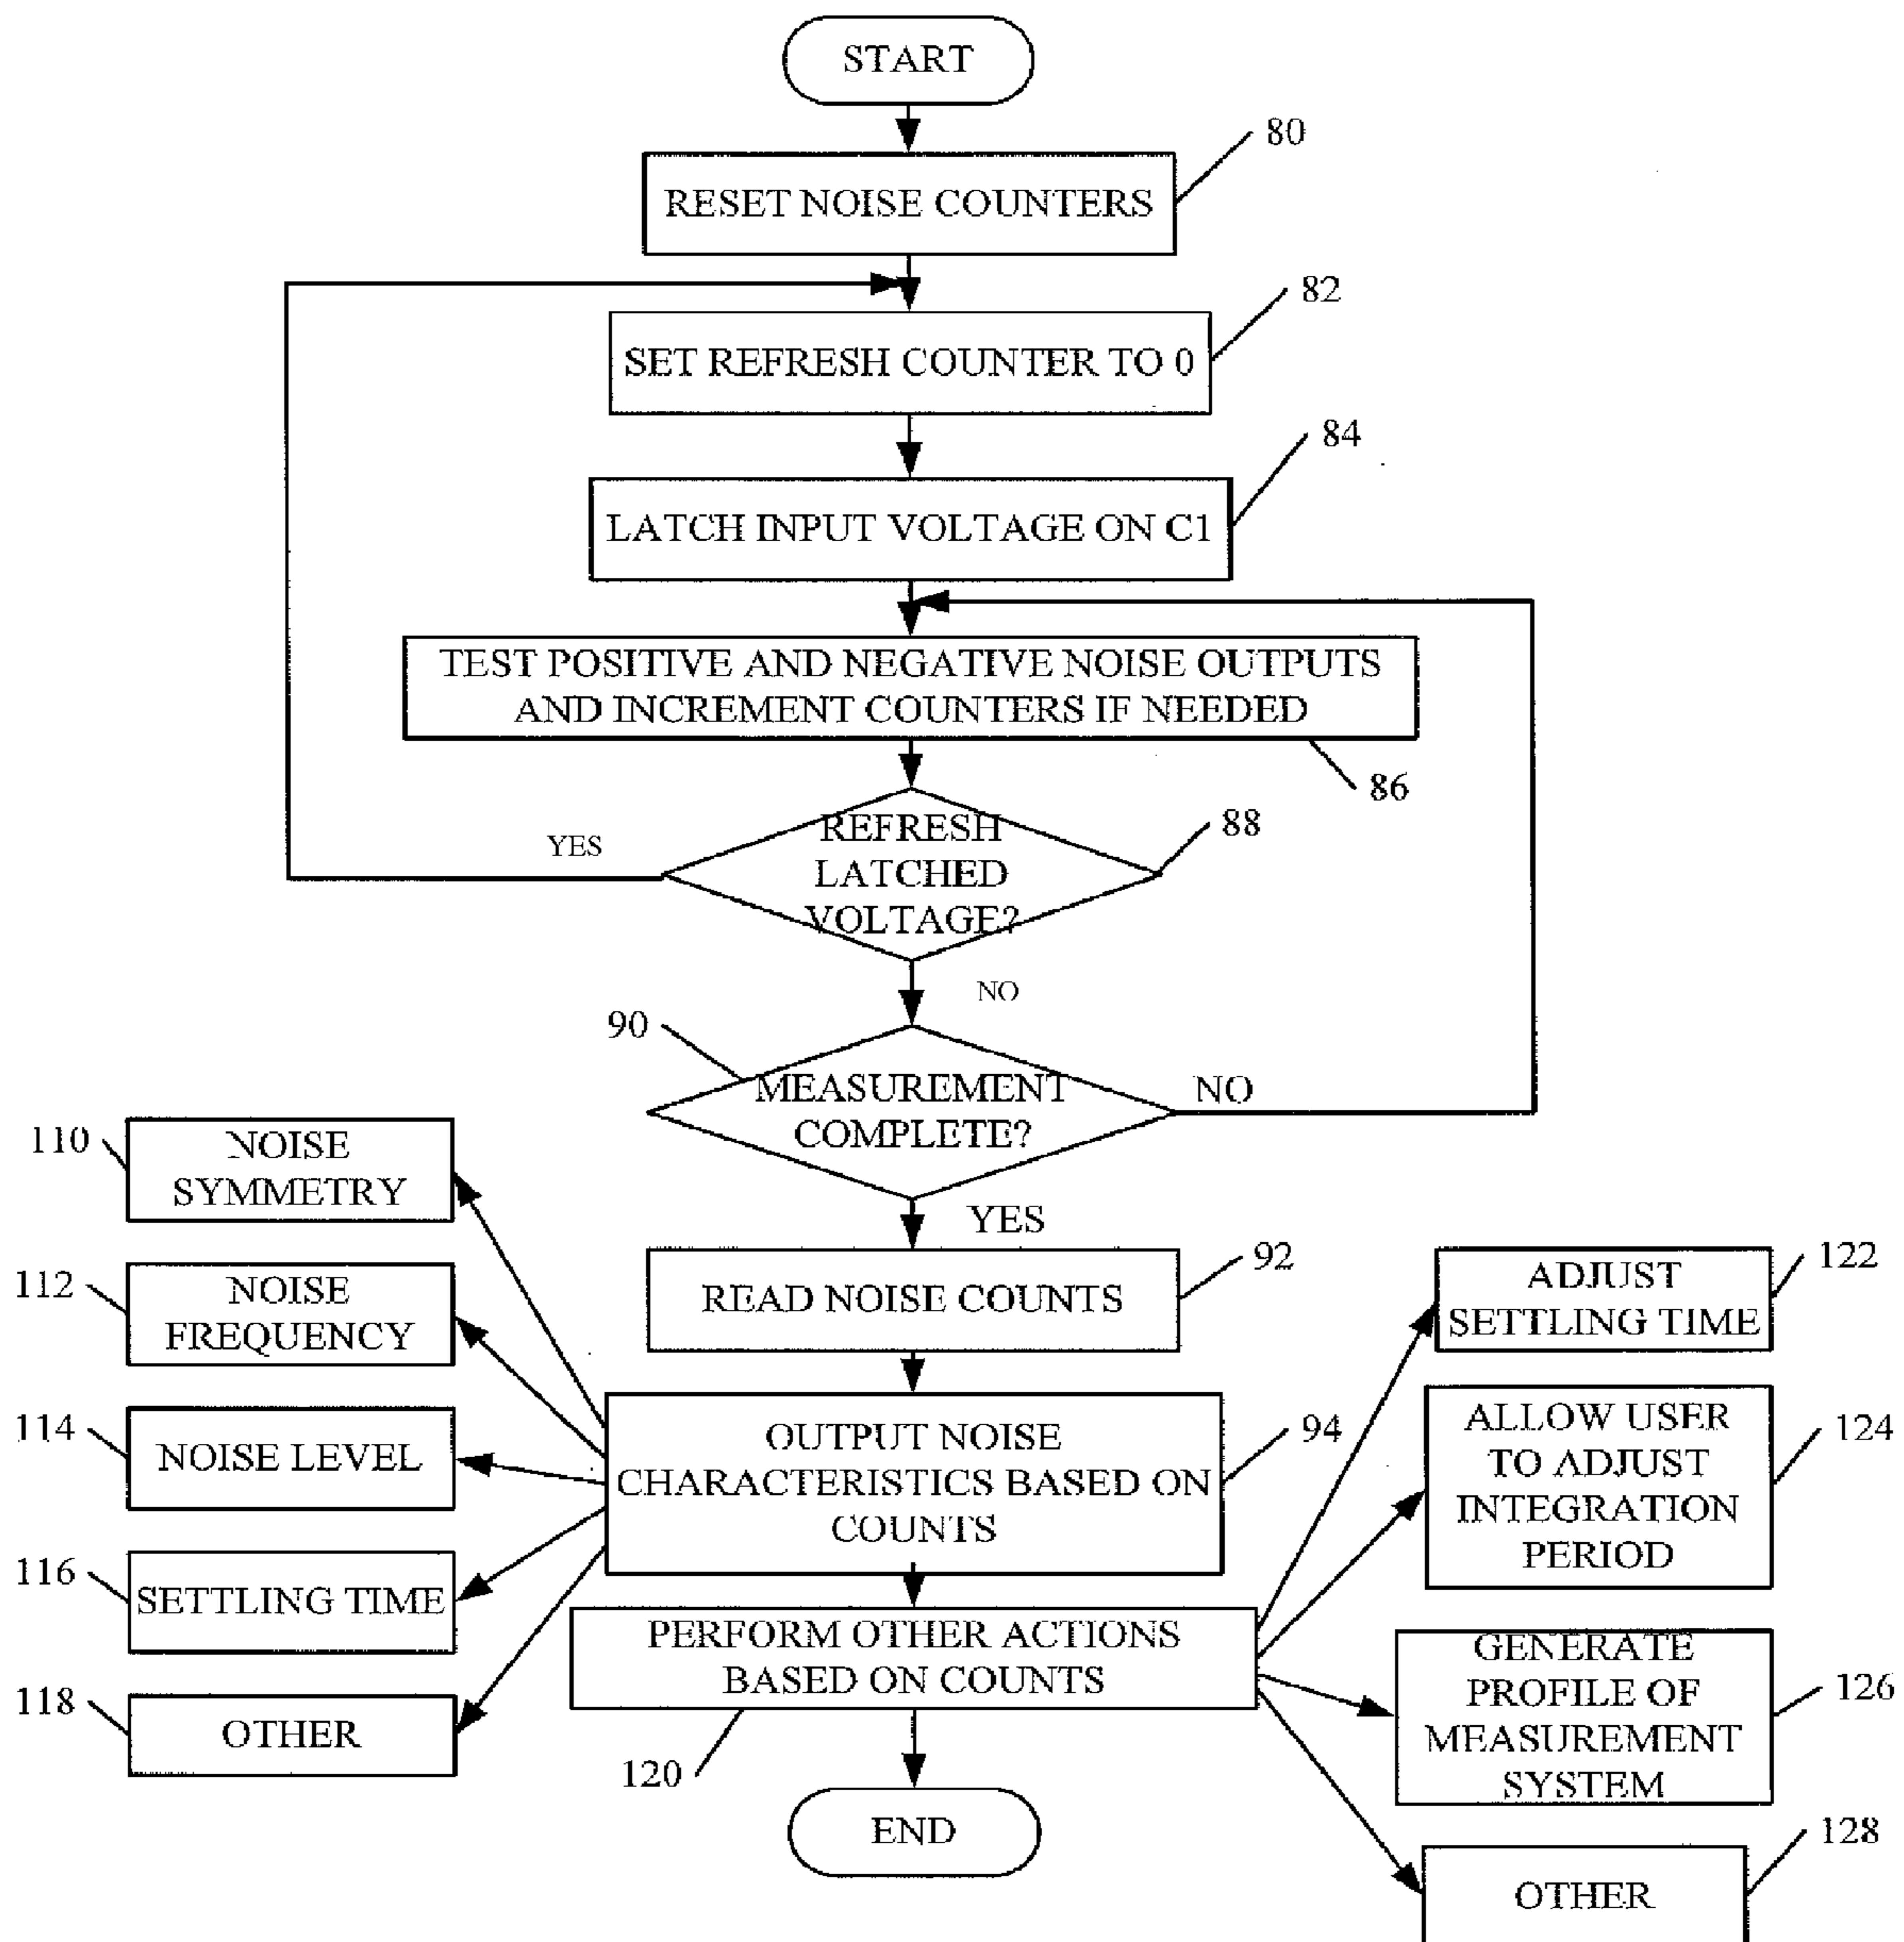 START
80
RESET NOISE COUNTERS
82
SET REFRESH COUNTER TO 0
84
LATCH INPUT VOLTAGE ON C1
TEST POSITIVE AND NEGATIVE NOISE OUTPUTS
AND INCREMENT COUNTERS IF NEEDED
86
88
REFRESH
LATCHED
VOLTAGE?
YES
NO
90
MEASUREMENT
COMPLETE?
NO
YES
92
READ NOISE COUNTS
94
OUTPUT NOISE
CHARACTERISTICS BASED ON
COUNTS
110
NOISE
SYMMETRY
112
NOISE
FREQUENCY
114
NOISE LEVEL
116
SETTLING TIME
118
OTHER
PERFORM OTHER ACTIONS
BASED ON COUNTS
120
ADJUST
SETTLING TIME
122
ALLOW USER
TO ADJUST
INTEGRATION
PERIOD
124
GENERATE
PROFILE OF
MEASUREMENT
SYSTEM
126
OTHER
128
END